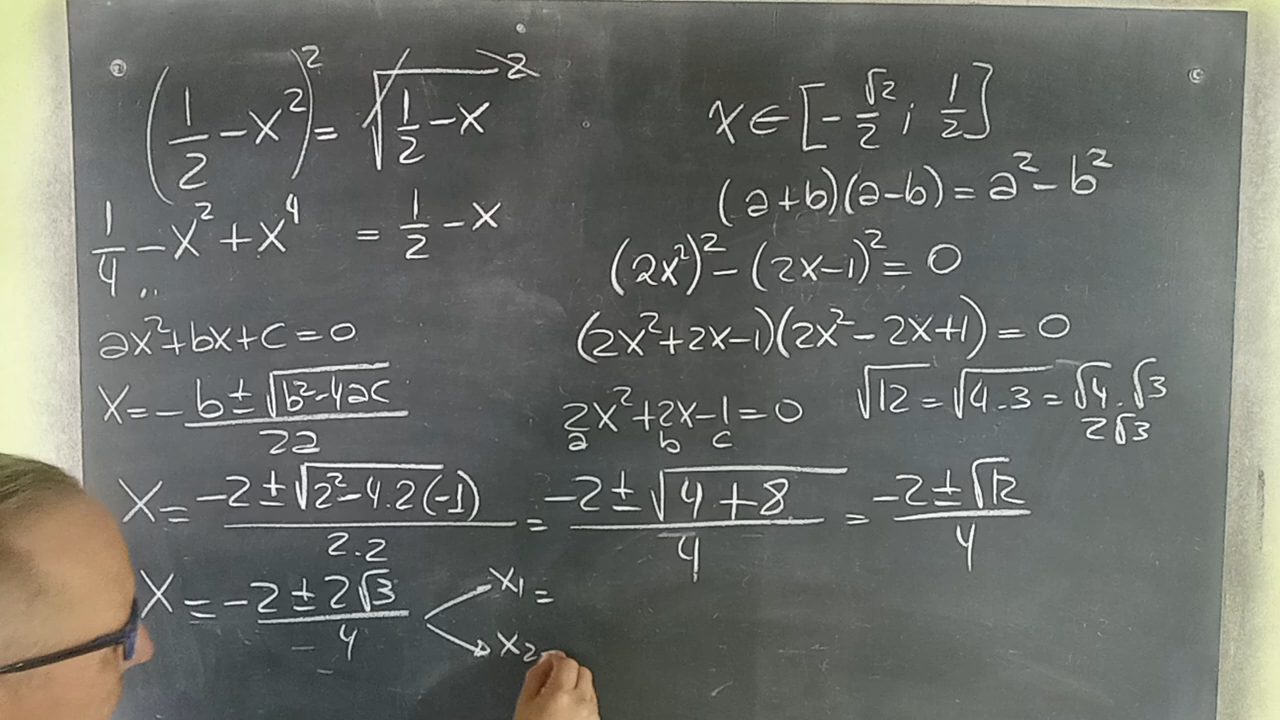 (1/2 - x²)² = √(1/2 - x) ²
1/4 - x² + x⁴ = 1/2 - x
ax² + bx + c = 0
x = - b ± √(b² - 4ac) / 2a
x = -2 ± √(2² - 4.2(-1)) / 2.2 = -2 ± √(4 + 8) / 4 = -2 ± √12 / 4
x = -2 ± 2√3 / 4
x₁ =
x₂
x ∈ [-√2/2 ; 1/2]
(a+b)(a-b) = a² - b²
(2x²)² - (2x-1)² = 0
(2x² + 2x - 1)(2x² - 2x + 1) = 0
2x² + 2x - 1 = 0
a b c
√12 = √4.3 = √4 . √3
2√3